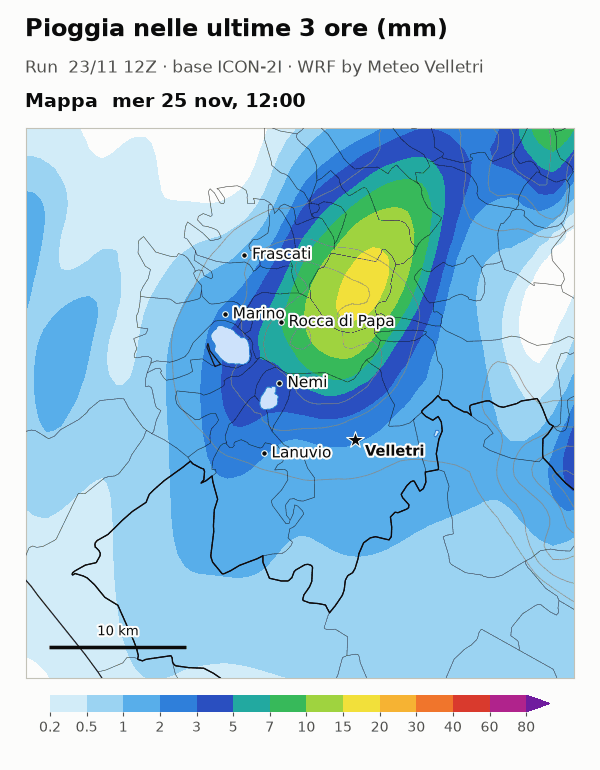 Pioggia nelle ultime 3 ore (mm)
Run  23/11 12Z · base ICON-2I · WRF by Meteo Velletri
Mappa  mer 25 nov, 12:00
Frascati
Marino
Rocca di Papa
Nemi
Velletri
Lanuvio
10 km
0.2 0.5 1 2 3 5 7 10 15 20 30 40 60 80